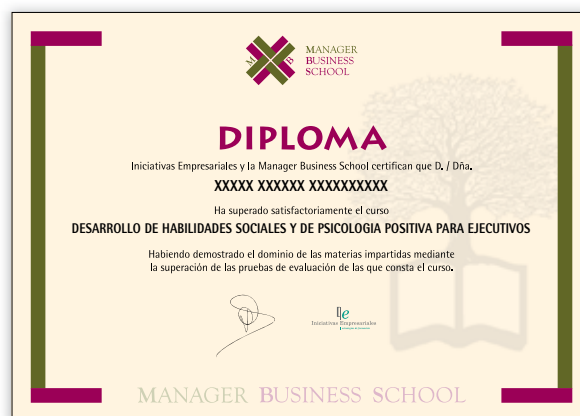 M B
MANAGER
BUSINESS
SCHOOL
DIPLOMA
Iniciativas Empresariales y la Manager Business School certifican que D. / Dña.
XXXXX XXXXXX XXXXXXXXXX
Ha superado satisfactoriamente el curso
DESARROLLO DE HABILIDADES SOCIALES Y DE PSICOLOGIA POSITIVA PARA EJECUTIVOS
Habiendo demostrado el dominio de las materias impartidas mediante
la superación de las pruebas de evaluación de las que consta el curso.
Iniciativas Empresariales
MANAGER BUSINESS SCHOOL